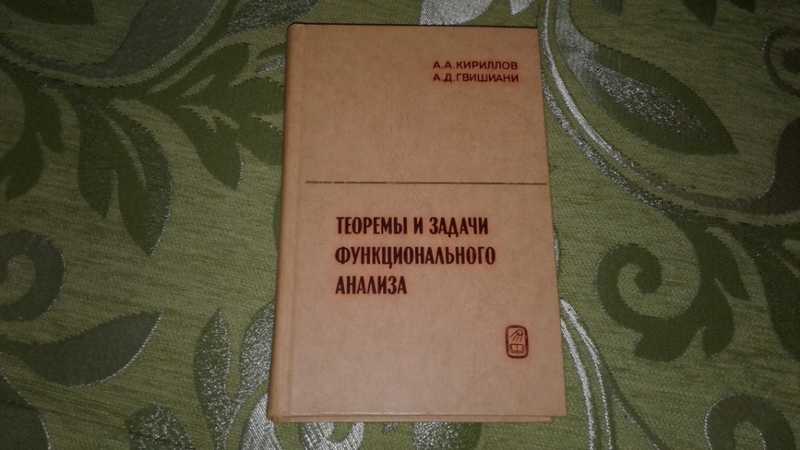 А.А.КИРИЛЛОВ
А.Д.ГВИШИАНИ
ТЕОРЕМЫ И ЗАДАЧИ
ФУНКЦИОНАЛЬНОГО
АНАЛИЗА